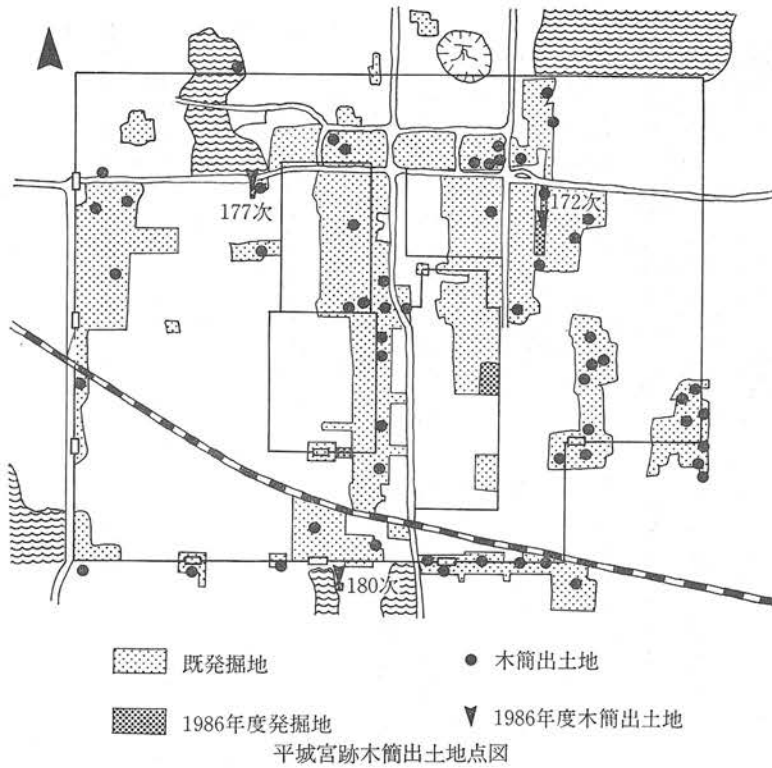 177次
172次
180次
既発掘地
木簡出土地
1986年度発掘地
1986年度木簡出土地
平城宮跡木簡出土地点図